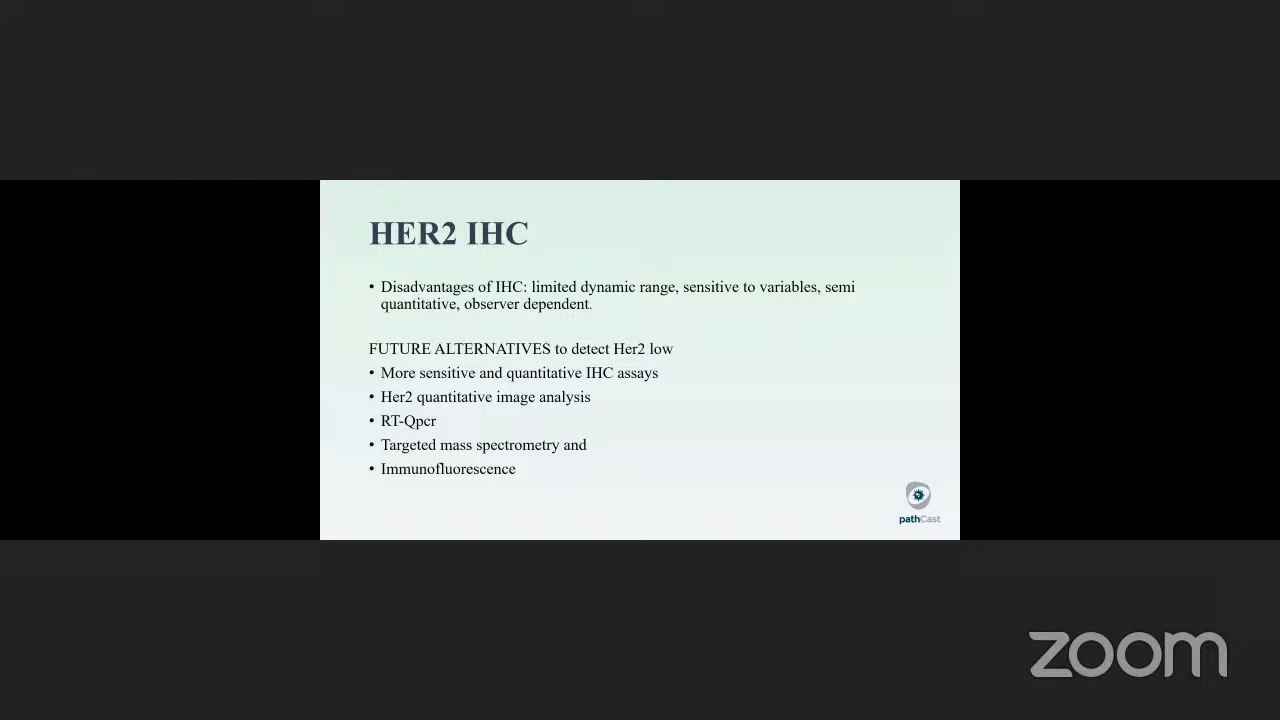 HER2 IHC
• Disadvantages of IHC: limited dynamic range, sensitive to variables, semi
quantitative, observer dependent.
FUTURE ALTERNATIVES to detect Her2 low
• More sensitive and quantitative IHC assays
• Her2 quantitative image analysis
• RT-Qpcr
• Targeted mass spectrometry and
• Immunofluorescence
pathCast
zoom